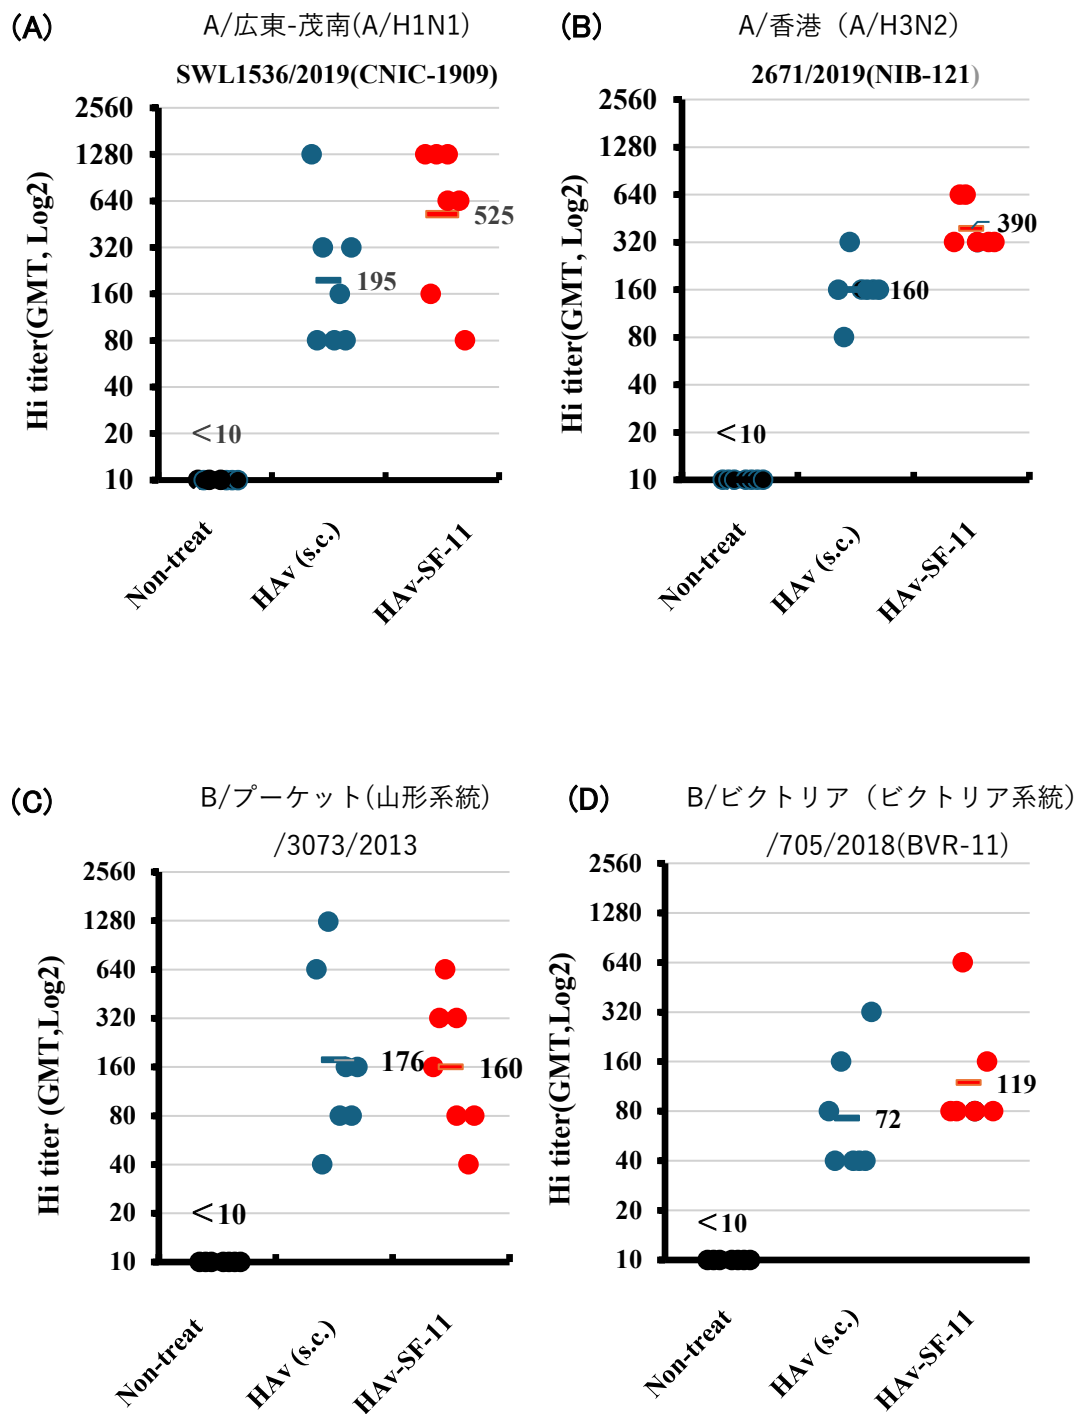 (A)
A/広東-茂南(A/H1N1)
SWL1536/2019(CNIC-1909)
Hi titer(GMT, Log2)
2560
1280
640
320
160
80
40
20
10
525
195
<10
Non-treat
HAv (s.c.)
HAv-SF-11
(B)
A/香港（A/H3N2）
2671/2019(NIB-121)
Hi titer(GMT, Log2)
2560
1280
640
320
160
80
40
20
10
390
160
<10
Non-treat
HAv (s.c.)
HAv-SF-11
(C)
B/プーケット(山形系統)
/3073/2013
Hi titer (GMT,Log2)
2560
1280
640
320
160
80
40
20
10
176
160
<10
Non-treat
HAv (s.c.)
HAv-SF-11
(D)
B/ビクトリア（ビクトリア系統）
/705/2018(BVR-11)
Hi titer(GMT,Log2)
2560
1280
640
320
160
80
40
20
10
119
72
<10
Non-treat
HAv (s.c.)
HAv-SF-11